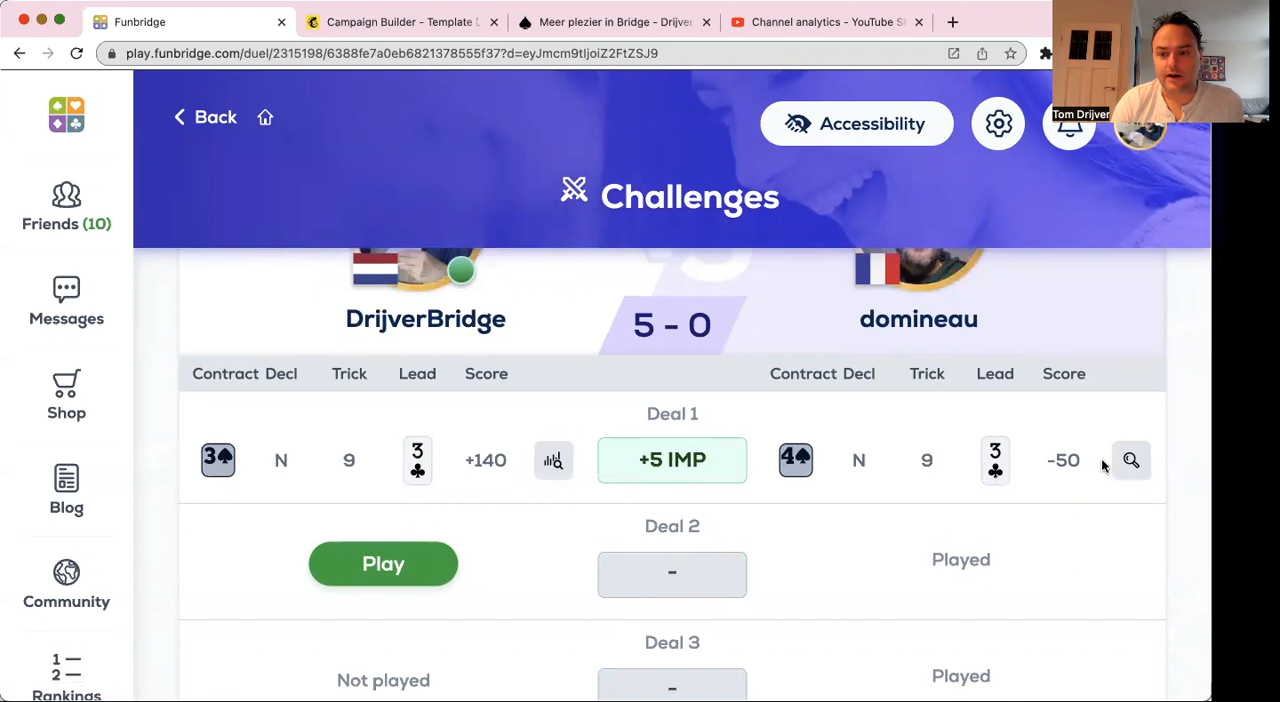 Funbridge
Campaign Builder - Template D
Meer plezier in Bridge - Drijver
Channel analytics - YouTube St
play.funbridge.com/duel/2315198/6388fe7a0eb6821378555f37?d=eyJmcm9tIjoiZ2FtZSJ9
Tom Drijver
Back
Accessibility
Challenges
Friends (10)
Messages
Shop
Blog
Community
1
2
Rankings
DrijverBridge
5 - 0
domineau
Contract Decl Trick Lead Score
Contract Decl Trick Lead Score
Deal 1
3♠ N 9 3♣ +140
+5 IMP
4♠ N 9 3♣ -50
Deal 2
Play
-
Played
Deal 3
Not played
-
Played